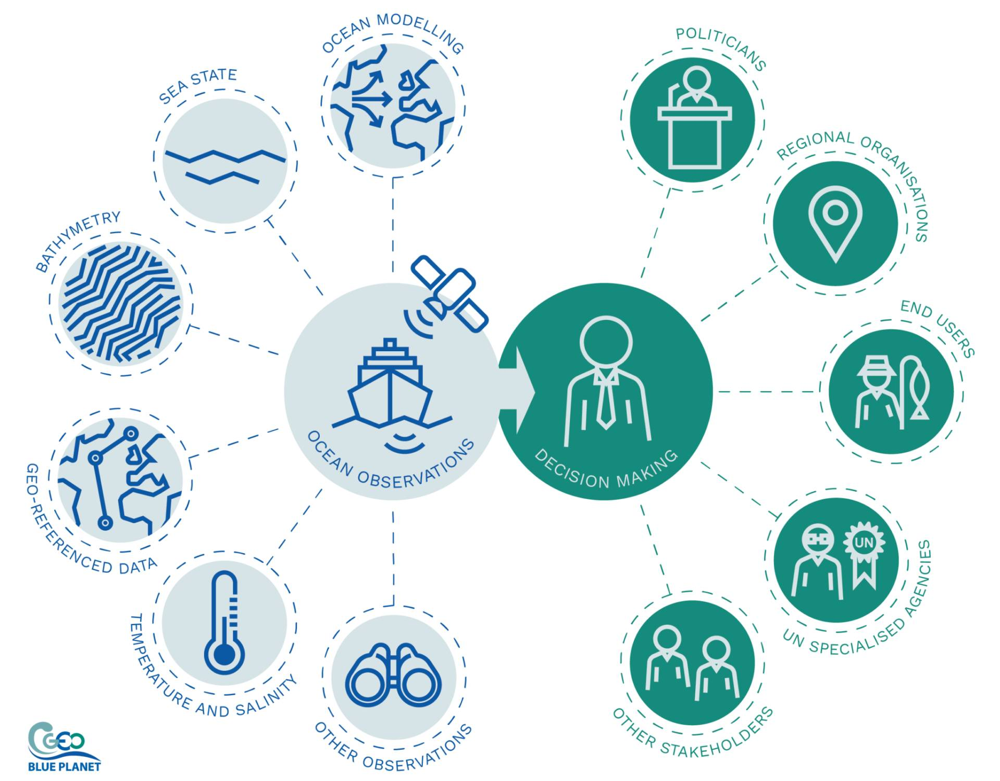 OCEAN MODELLING
SEA STATE
BATHYMETRY
GEO-REFERENCED DATA
TEMPERATURE AND SALINITY
OTHER OBSERVATIONS
OCEAN OBSERVATIONS
DECISION MAKING
POLITICIANS
REGIONAL ORGANISATIONS
END USERS
UN
UN SPECIALISED AGENCIES
OTHER STAKEHOLDERS
GEO
BLUE PLANET